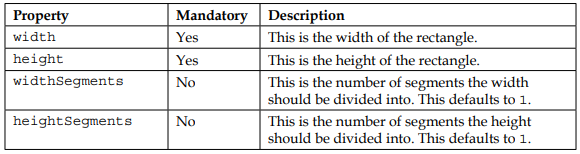 Property Mandatory Description
width Yes This is the width of the rectangle.
height Yes This is the height of the rectangle.
widthSegments No This is the number of segments the width
should be divided into. This defaults to 1.
heightSegments No This is the number of segments the height
should be divided into. This defaults to 1.